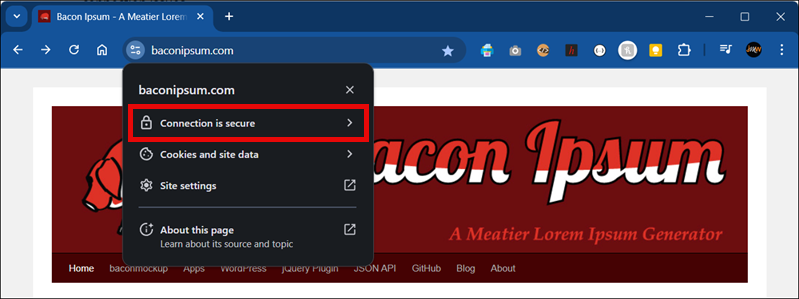 Bacon Ipsum - A Meatier Lorem
baconipsum.com
baconipsum.com
Connection is secure
Cookies and site data
Site settings
About this page
Learn about its source and topic
acon Ipsum
A Meatier Lorem Ipsum Generator
Home baconmockup Apps WordPress jQuery Plugin JSON API GitHub Blog About